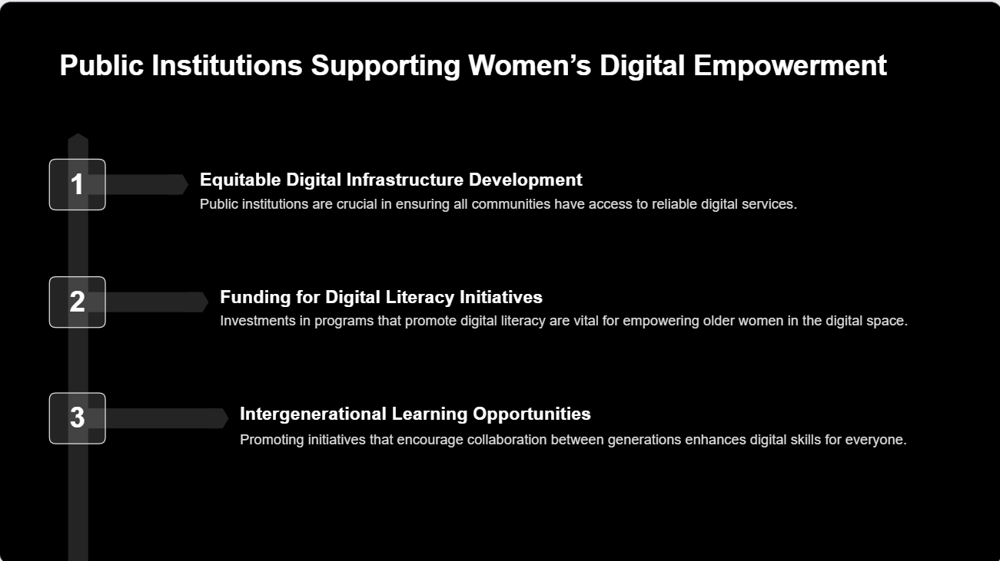 Public Institutions Supporting Women’s Digital Empowerment
1
Equitable Digital Infrastructure Development
Public institutions are crucial in ensuring all communities have access to reliable digital services.
2
Funding for Digital Literacy Initiatives
Investments in programs that promote digital literacy are vital for empowering older women in the digital space.
3
Intergenerational Learning Opportunities
Promoting initiatives that encourage collaboration between generations enhances digital skills for everyone.